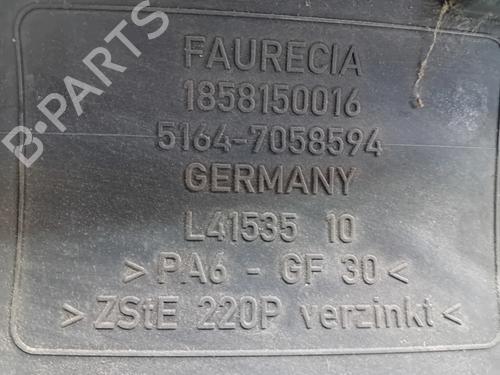 B-PARTS
FAURECIA
1858150016
5164-7058594
GERMANY
L41535 10
>PA6 - GF 30<
>ZStE 220P verzinkt<